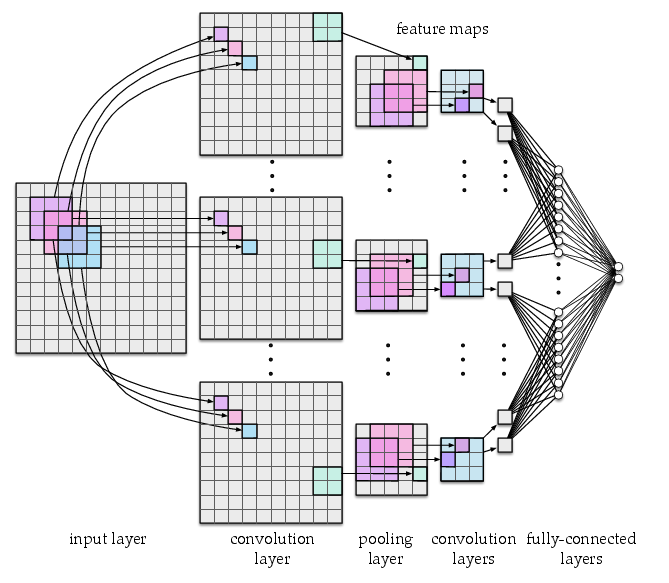 feature maps
input layer
convolution
layer
pooling
layer
convolution
layers
fully-connected
layers